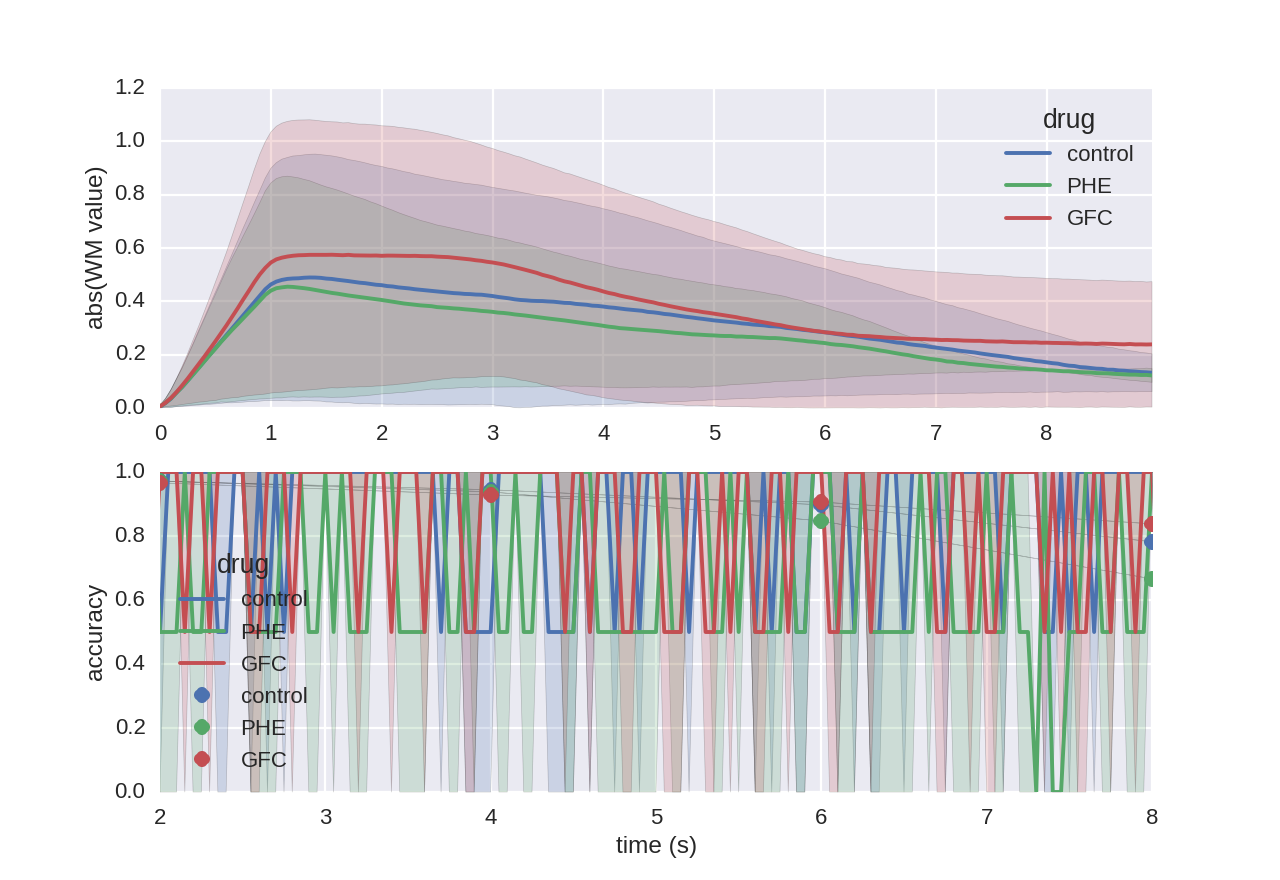 1.2
1.0
0.8
0.6
0.4
0.2
0.0
abs(WM value)
drug
control
PHE
GFC
0 1 2 3 4 5 6 7 8
1.0
0.8
0.6
0.4
0.2
0.0
accuracy
drug
control
PHE
GFC
control
PHE
GFC
2 3 4 5 6 7 8
time (s)